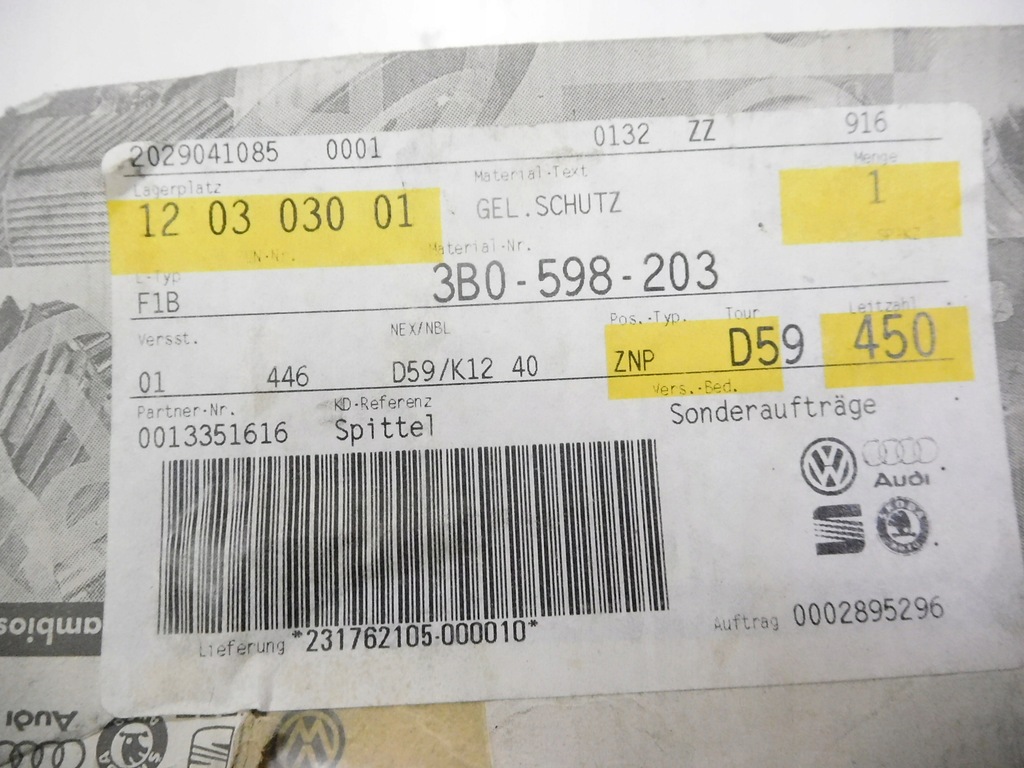 2029041085 0001 0132 ZZ 916
Lagerplatz Material-Text Menge
12 03 030 01 GEL.SCHUTZ 1
Material-Nr.
L-Typ
F1B 3B0-598-203
Versst. NEX/NBL Pos.-Typ. Tour Leitzahl
01 446 D59/K12 40 ZNP D59 450
Vers.-Bed.
Partner-Nr. KD-Referenz Sonderaufträge
0013351616 Spittel
Audi
Lieferung *231762105-000010* Auftrag 0002895296
ambios
Audi